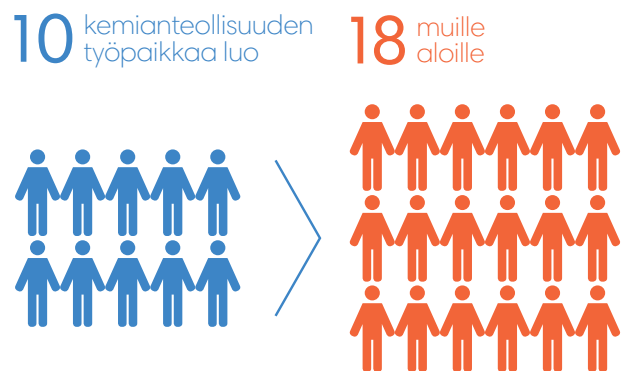 10 kemianteollisuuden
työpaikkaa luo
18 muille
aloille